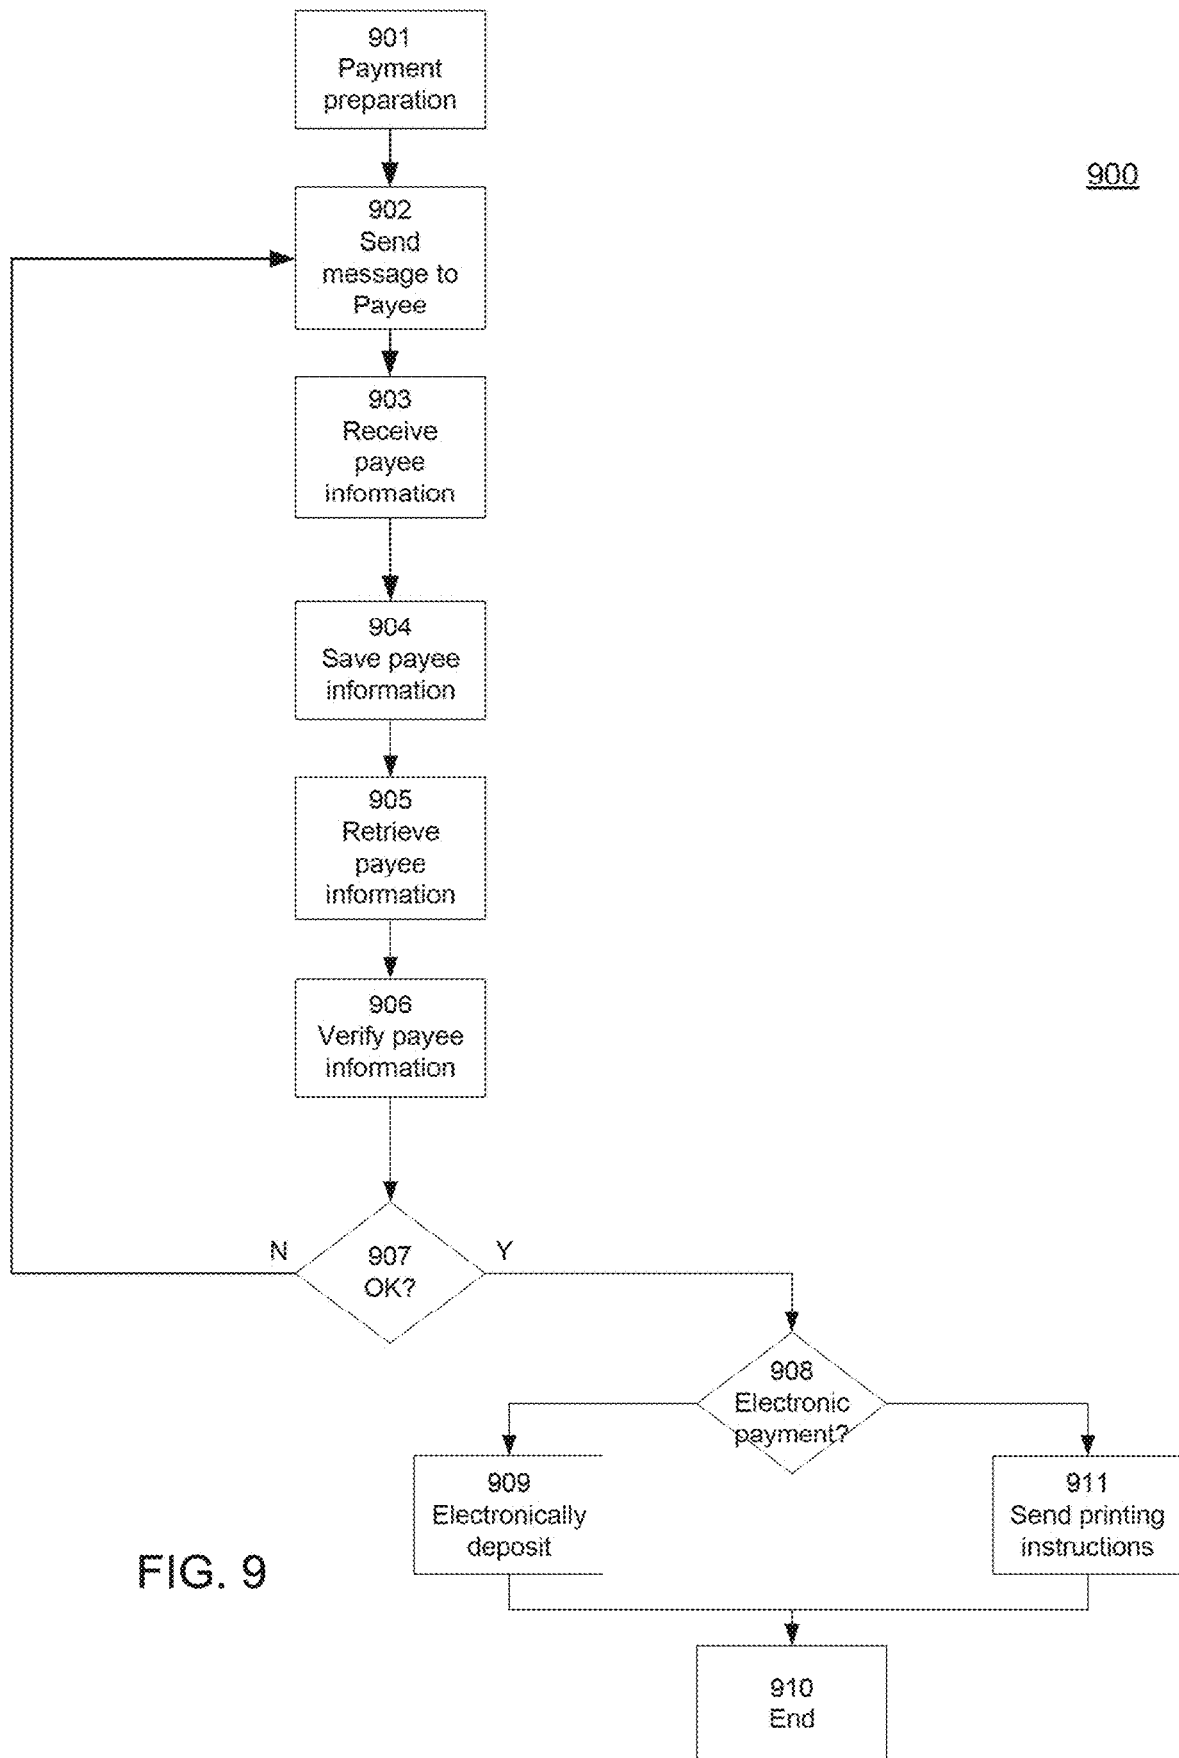 901
Payment
preparation
900
902
Send
message to
Payee
903
Receive
payee
information
904
Save payee
information
905
Retrieve
payee
information
906
Verify payee
information
N
907
OK?
Y
908
Electronic
payment?
909
Electronically
deposit
911
Send printing
instructions
FIG. 9
910
End